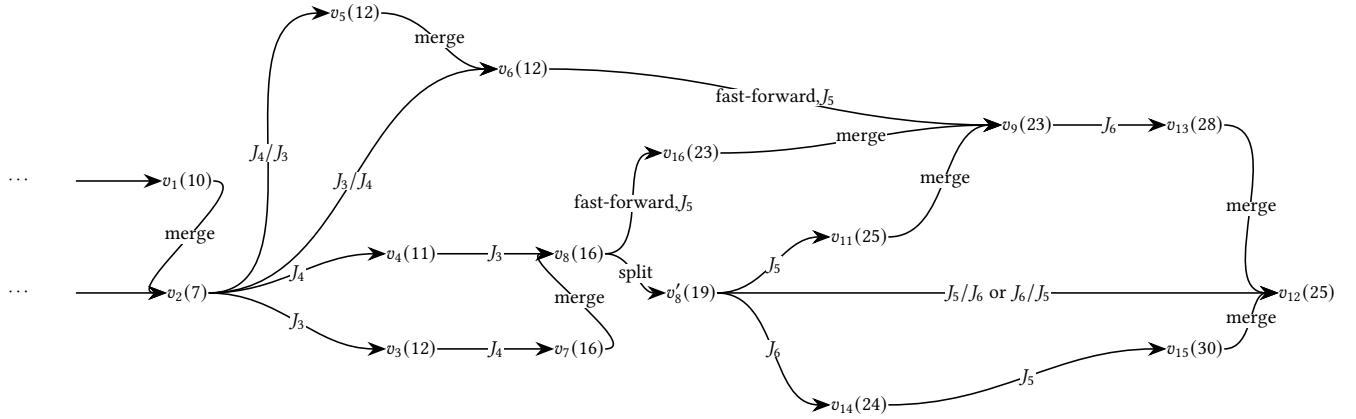 v₅(12)
merge
v₆(12)
fast-forward,J₅
v₉(23)
J₆
v₁₃(28)
merge
v₁₆(23)
J₄/J₃
J₃/J₄
...
v₁(10)
merge
fast-forward,J₅
merge
merge
v₁₁(25)
v₄(11)
J₃
v₈(16)
split
J₅
J₄
...
v₂(7)
merge
v₈′(19)
J₅/J₆ or J₆/J₅
v₁₂(25)
merge
J₃
v₃(12)
J₄
v₇(16)
J₆
v₁₅(30)
J₅
v₁₄(24)